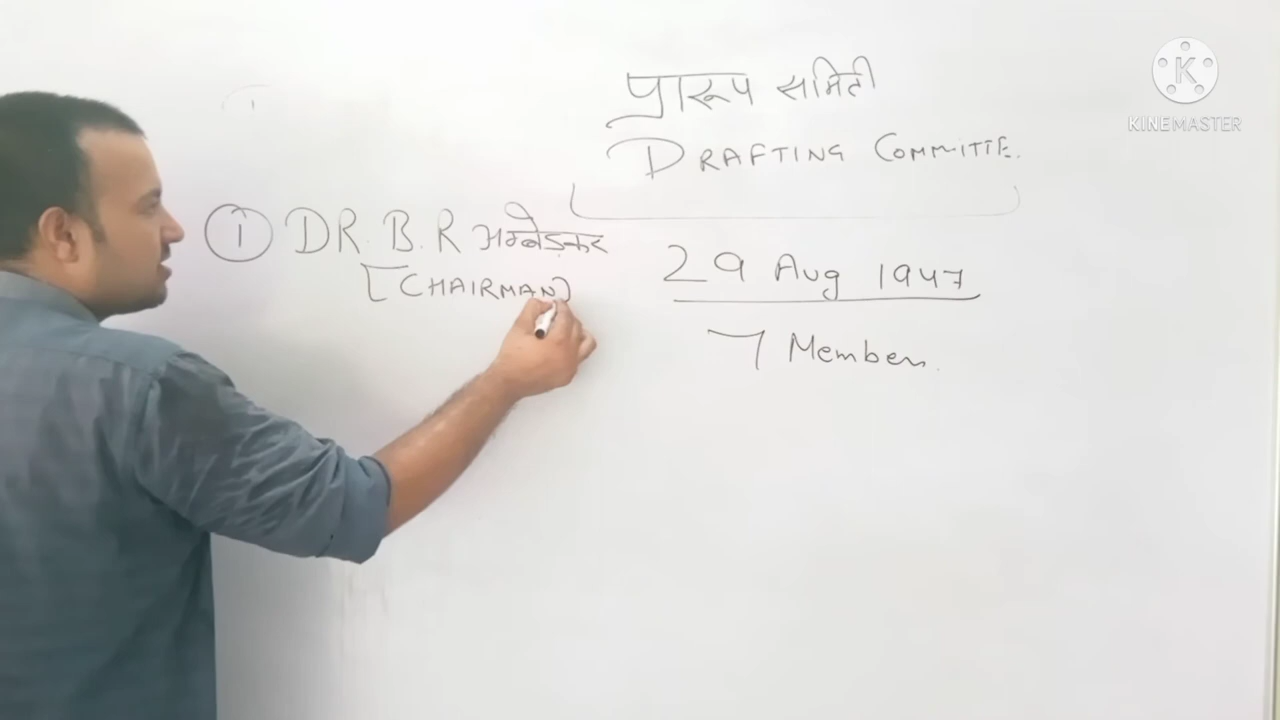 प्रारूप समिती
DRAFTING COMMITTE.
① DR. B.R अम्बेडकर
[CHAIRMAN)
29 Aug 1947
7 Members
KINEMASTER